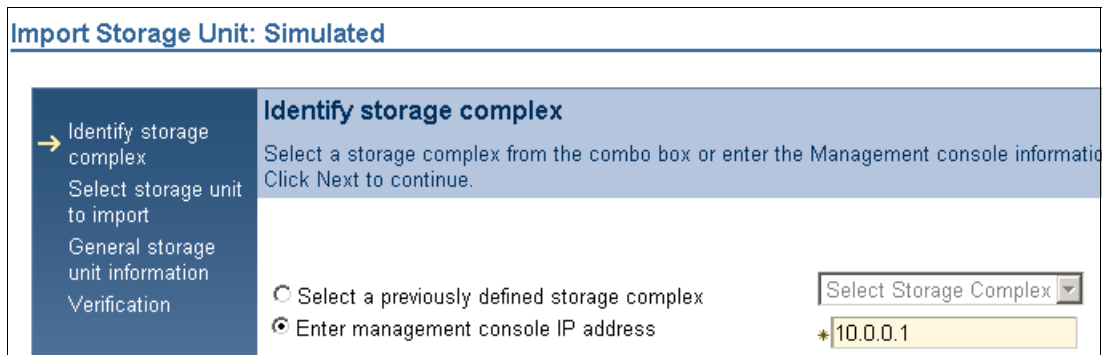 Import Storage Unit: Simulated
Identify storage
complex
Select storage unit
to import
General storage
unit information
Verification
Identify storage complex
Select a storage complex from the combo box or enter the Management console informatio
Click Next to continue.
Select a previously defined storage complex
Select Storage Complex
Enter management console IP address
*10.0.0.1